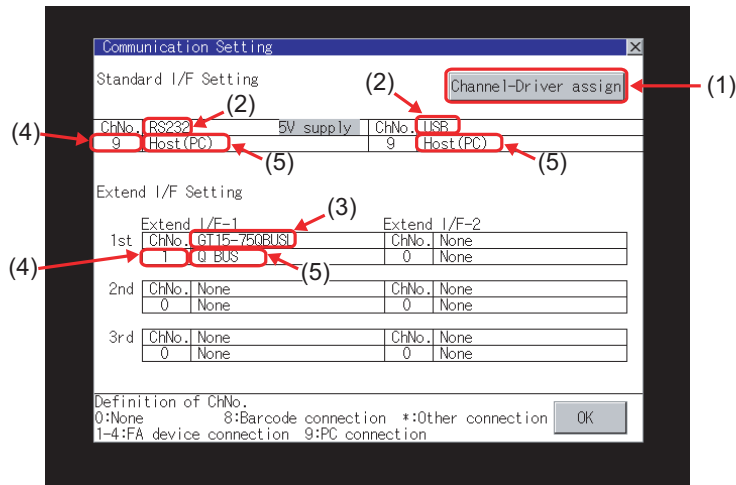 Communication Setting
Standard I/F Setting
Channel-Driver assign
(1)
(2)
(2)
(4)
ChNo. RS232 5V supply ChNo. USB
9 Host(PC) 9 Host(PC)
(5)
(5)
Extend I/F Setting
(3)
Extend I/F-1 Extend I/F-2
1st ChNo. GT15-75QBUSL ChNo. None
(4)
1 Q BUS 0 None
(5)
2nd ChNo. None ChNo. None
0 None 0 None
3rd ChNo. None ChNo. None
0 None 0 None
Definition of ChNo.
0:None 8:Barcode connection *:Other connection
1-4:FA device connection 9:PC connection
OK